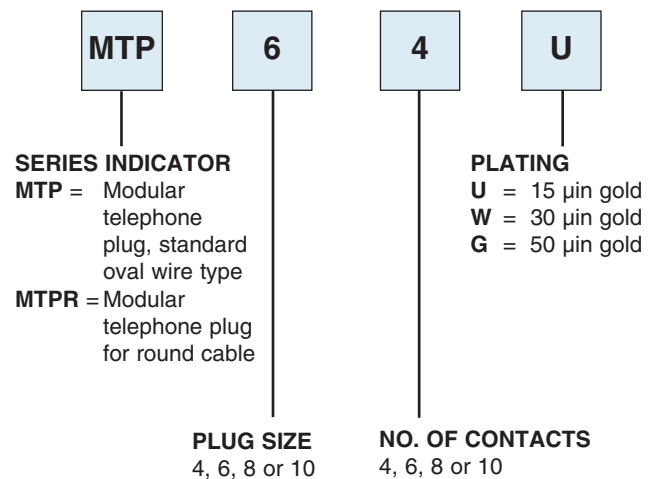 MTP 6 4 U
SERIES INDICATOR
MTP = Modular
telephone
plug, standard
oval wire type
MTPR = Modular
telephone plug
for round cable
PLATING
U = 15 µin gold
W = 30 µin gold
G = 50 µin gold
PLUG SIZE
4, 6, 8 or 10
NO. OF CONTACTS
4, 6, 8 or 10